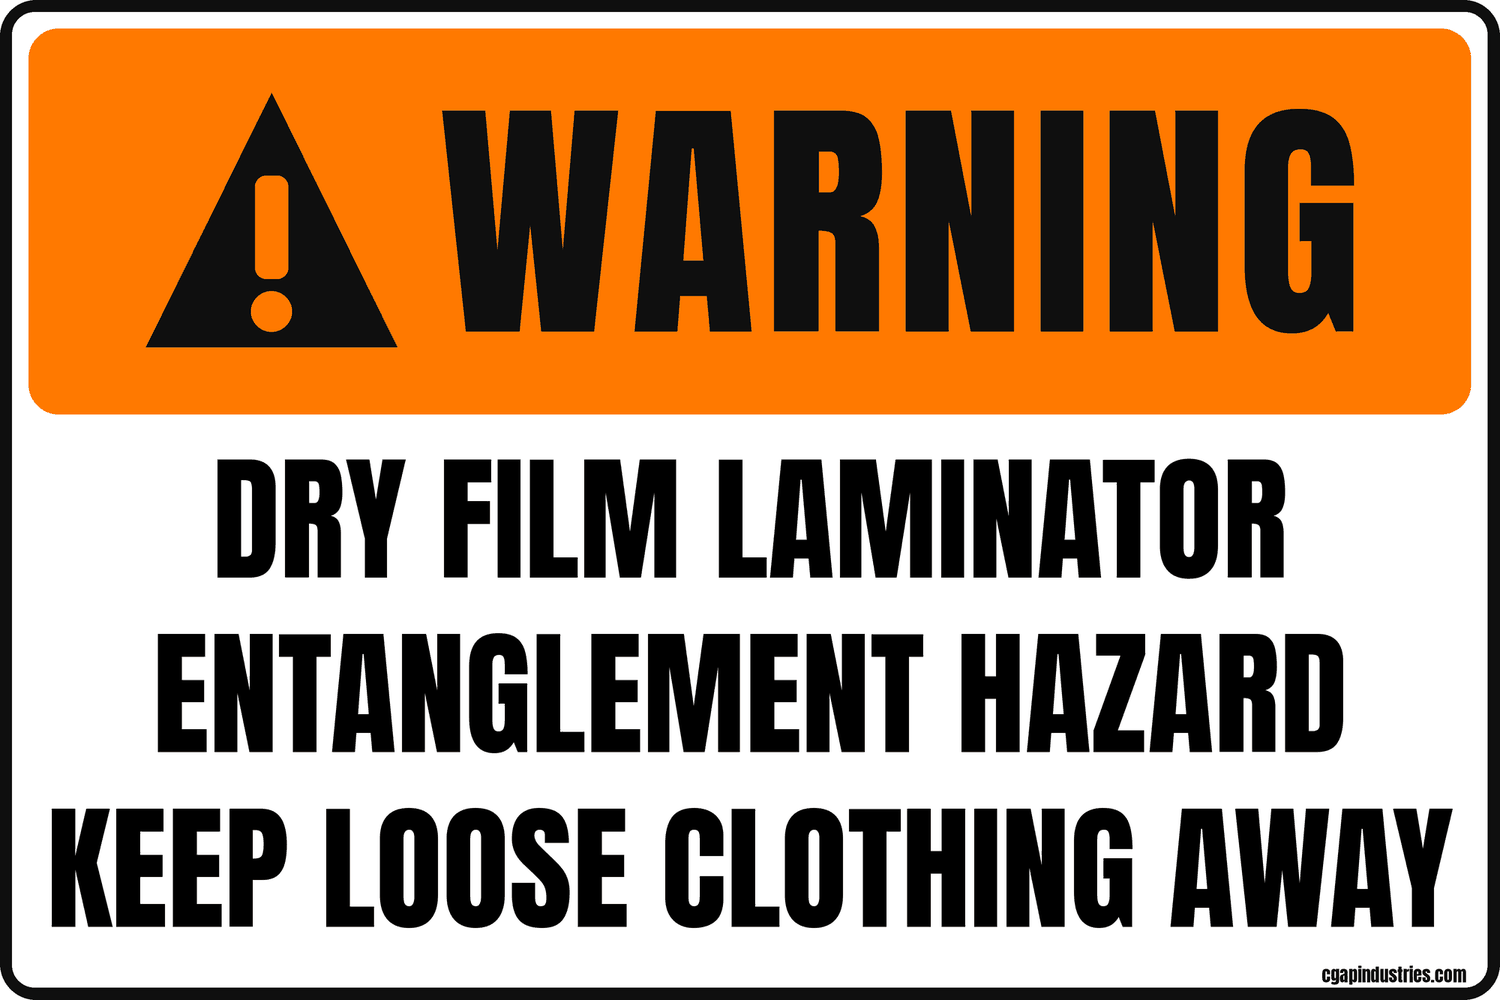 WARNING
DRY FILM LAMINATOR
ENTANGLEMENT HAZARD
KEEP LOOSE CLOTHING AWAY
cgapindustries.com